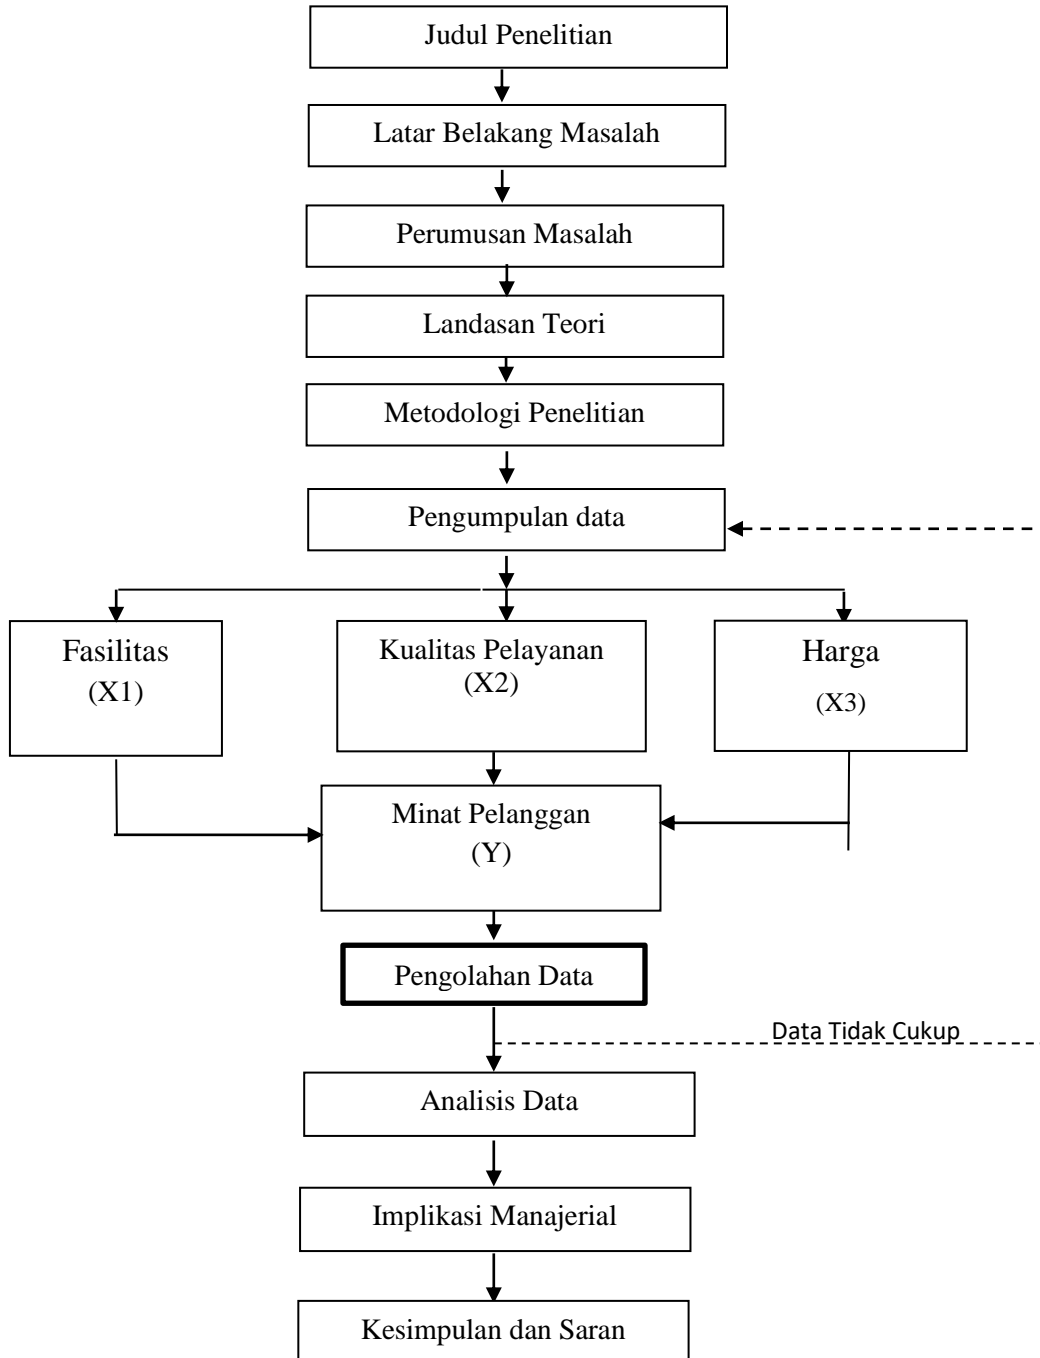 Judul Penelitian
Latar Belakang Masalah
Perumusan Masalah
Landasan Teori
Metodologi Penelitian
Pengumpulan data
Fasilitas
(X1)
Kualitas Pelayanan
(X2)
Harga
(X3)
Minat Pelanggan
(Y)
Pengolahan Data
Data Tidak Cukup
Analisis Data
Implikasi Manajerial
Kesimpulan dan Saran